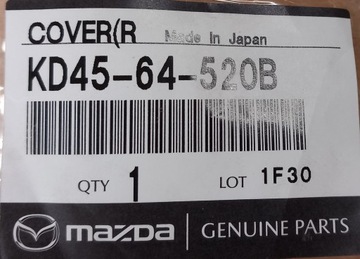 COVER(R Made In Japan
KD45-64-520B
QTY 1 LOT 1F30
mazda GENUINE PARTS